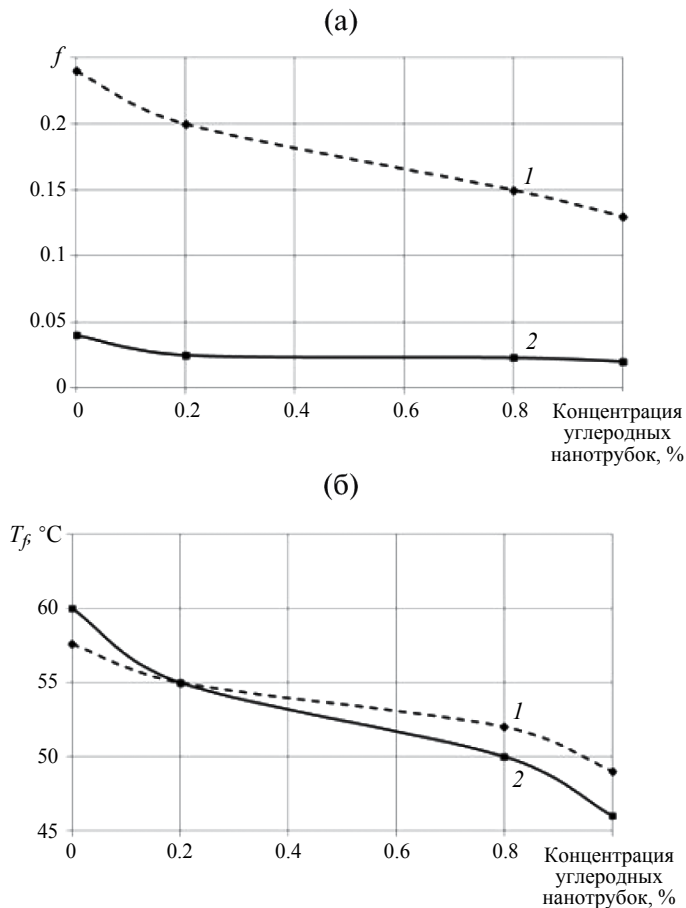 (а)
f
0.2
1
0.15
0.1
0.05
2
0
0 0.2 0.4 0.6 0.8 Концентрация
углеродных
нанотрубок, %
(б)
T_f, °C
60
55
1
50
2
45
0 0.2 0.4 0.6 0.8 Концентрация
углеродных
нанотрубок, %